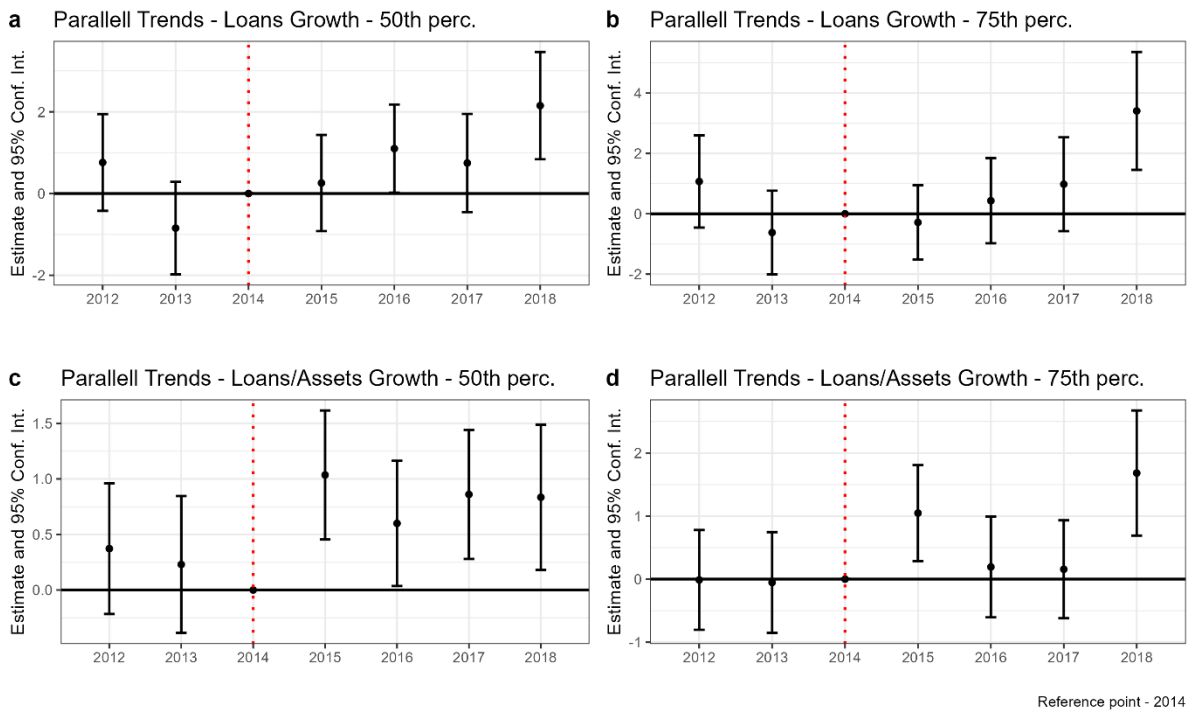 a Parallell Trends - Loans Growth - 50th perc.
Estimate and 95% Conf. Int.
2
0
-2
2012 2013 2014 2015 2016 2017 2018
b Parallell Trends - Loans Growth - 75th perc.
Estimate and 95% Conf. Int.
4
2
0
-2
2012 2013 2014 2015 2016 2017 2018
c Parallell Trends - Loans/Assets Growth - 50th perc.
Estimate and 95% Conf. Int.
1.5
1.0
0.5
0.0
2012 2013 2014 2015 2016 2017 2018
d Parallell Trends - Loans/Assets Growth - 75th perc.
Estimate and 95% Conf. Int.
2
1
0
-1
2012 2013 2014 2015 2016 2017 2018
Reference point - 2014